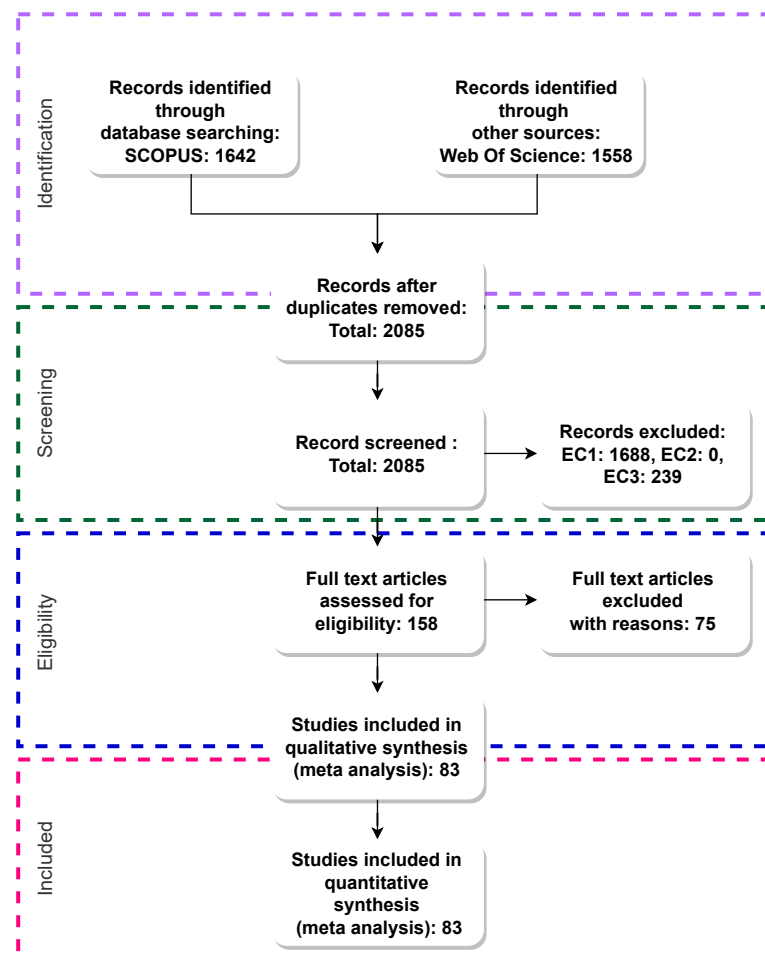 Identification
Records identified
through
database searching:
SCOPUS: 1642
Records identified
through
other sources:
Web Of Science: 1558
Records after
duplicates removed:
Total: 2085
Screening
Record screened :
Total: 2085
Records excluded:
EC1: 1688, EC2: 0,
EC3: 239
Eligibility
Full text articles
assessed for
eligibility: 158
Full text articles
excluded
with reasons: 75
Studies included in
qualitative synthesis
(meta analysis): 83
Included
Studies included in
quantitative
synthesis
(meta analysis): 83